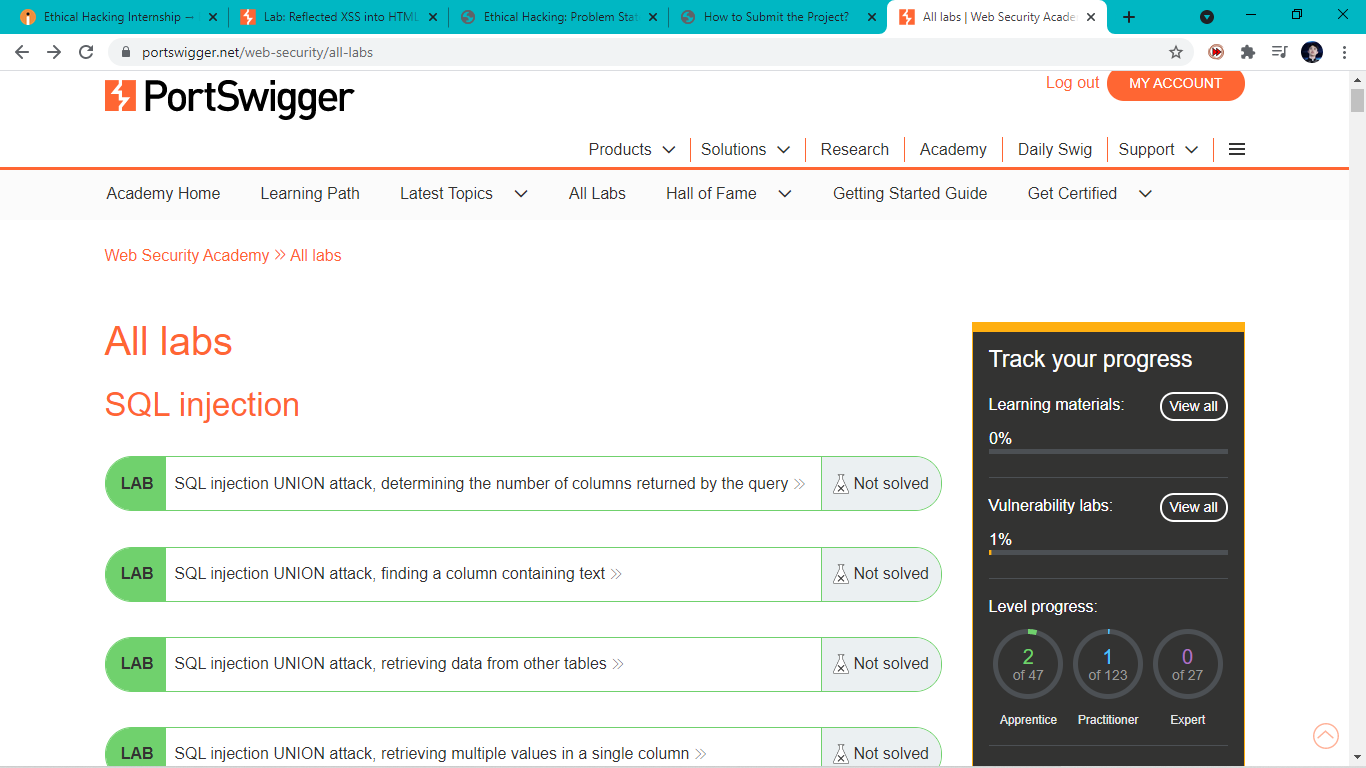 Ethical Hacking Internship —
Lab: Reflected XSS into HTML
Ethical Hacking: Problem Stat
How to Submit the Project?
All labs | Web Security Acade
portswigger.net/web-security/all-labs
PortSwigger
Log out
MY ACCOUNT
Products
Solutions
Research
Academy
Daily Swig
Support
Academy Home
Learning Path
Latest Topics
All Labs
Hall of Fame
Getting Started Guide
Get Certified
Web Security Academy » All labs
All labs
SQL injection
LAB
SQL injection UNION attack, determining the number of columns returned by the query »
Not solved
LAB
SQL injection UNION attack, finding a column containing text »
Not solved
LAB
SQL injection UNION attack, retrieving data from other tables »
Not solved
LAB
SQL injection UNION attack, retrieving multiple values in a single column »
Not solved
Track your progress
Learning materials:
View all
0%
Vulnerability labs:
View all
1%
Level progress:
2
of 47
Apprentice
1
of 123
Practitioner
0
of 27
Expert